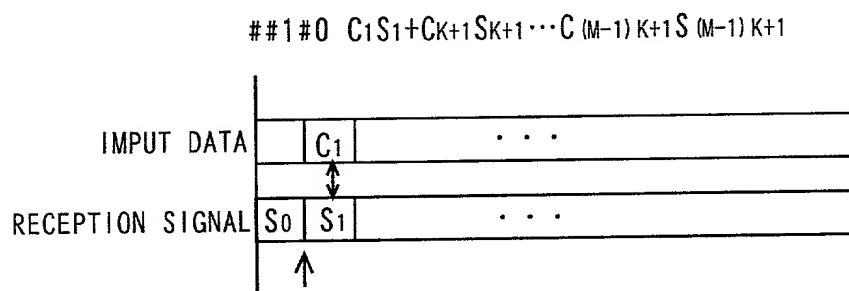 ##1#0 C1S1+CK+1SK+1···C(M-1)K+1S(M-1)K+1
IMPUT DATA C1 ···
RECEPTION SIGNAL S0 S1 ···